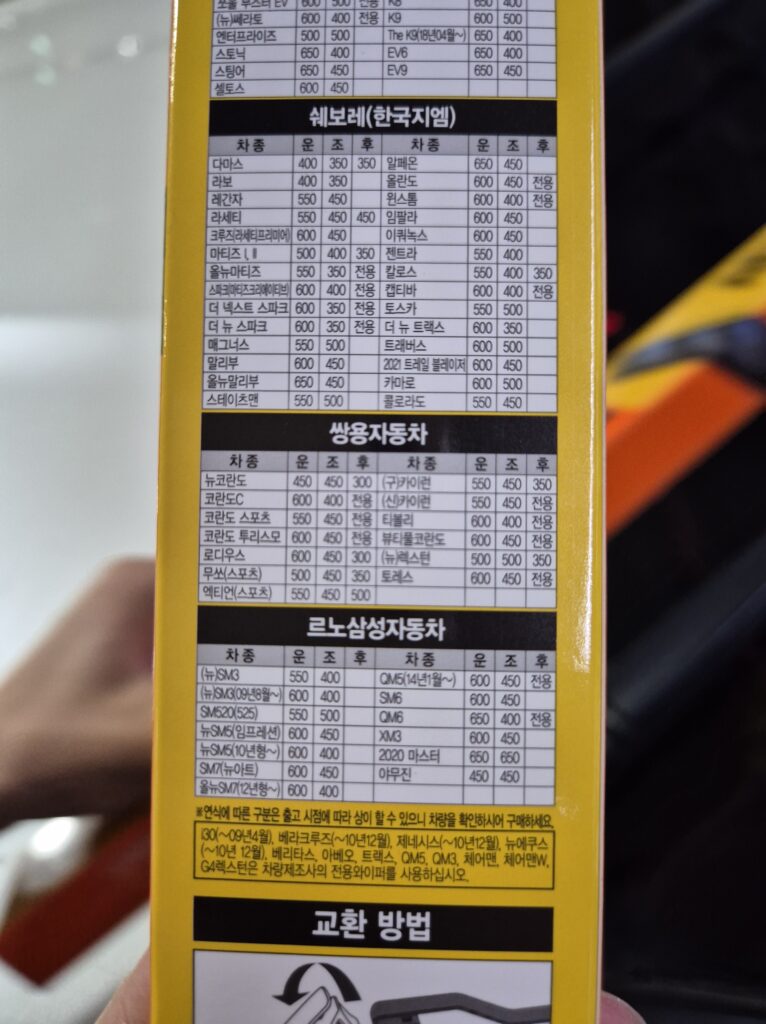 쏘울 부스터 EV 600 500 전용 K8 650 400
(뉴)쎄라토 600 400 전용 K9 600 500
엔터프라이즈 500 500 The K9(18년04월~) 650 450
스토닉 650 400 EV6 650 400
스팅어 650 450 EV9 650 450
셀토스 600 450
쉐보레(한국지엠)
차 종 운 조 후 차 종 운 조 후
다마스 400 350 350 알페온 650 450
라보 400 350 올란도 600 450 전용
레간자 550 450 윈스톰 600 400 전용
라세티 550 450 450 임팔라 600 450
크루즈(라세티프리미어) 600 450 이쿼녹스 600 450
마티즈 I, II 500 400 350 젠트라 550 400
올뉴마티즈 550 350 전용 칼로스 550 400 350
스파크(마티즈크리에이티브) 600 400 전용 캡티바 600 400 전용
더 넥스트 스파크 600 350 전용 토스카 550 500
더 뉴 스파크 600 350 전용 더 뉴 트랙스 600 350
매그너스 550 500 트래버스 600 500
말리부 600 450 2021 트레일 블레이저 600 450
올뉴말리부 650 450 카마로 600 500
스테이츠맨 550 500 콜로라도 550 450
쌍용자동차
차 종 운 조 후 차 종 운 조 후
뉴코란도 450 450 300 (구)카이런 550 450 350
코란도C 600 400 전용 (신)카이런 550 450 전용
코란도 스포츠 550 450 전용 티볼리 600 400 전용
코란도 투리스모 600 450 전용 뷰티풀코란도 600 450 전용
로디우스 600 450 300 (뉴)렉스턴 500 500 350
무쏘(스포츠) 500 450 350 토레스 600 450 전용
엑티언(스포츠) 550 450 500
르노삼성자동차
차 종 운 조 후 차 종 운 조 후
(뉴)SM3 550 400 QM5(14년1월~) 600 450 전용
(뉴)SM3(09년8월~) 600 400 SM6 600 450
SM520(525) 550 500 QM6 650 400 전용
뉴SM5(임프레션) 600 450 XM3 600 450
뉴SM5(10년형~) 600 400 2020 마스터 650 650
SM7(뉴아트) 600 450 야무진 450 450
올뉴SM7(12년형~) 600 400
※연식에 따른 구분은 출고 시점에 따라 상이 할 수 있으니 차량을 확인하시어 구매하세요.
i30(~09년4월), 베라크루즈(~10년12월), 제네시스(~10년12월), 뉴에쿠스
(~10년 12월), 베리타스, 아베오, 트랙스, QM5, QM3, 체어맨, 체어맨W,
G4렉스턴은 차량제조사의 전용와이퍼를 사용하십시오.
교환 방법